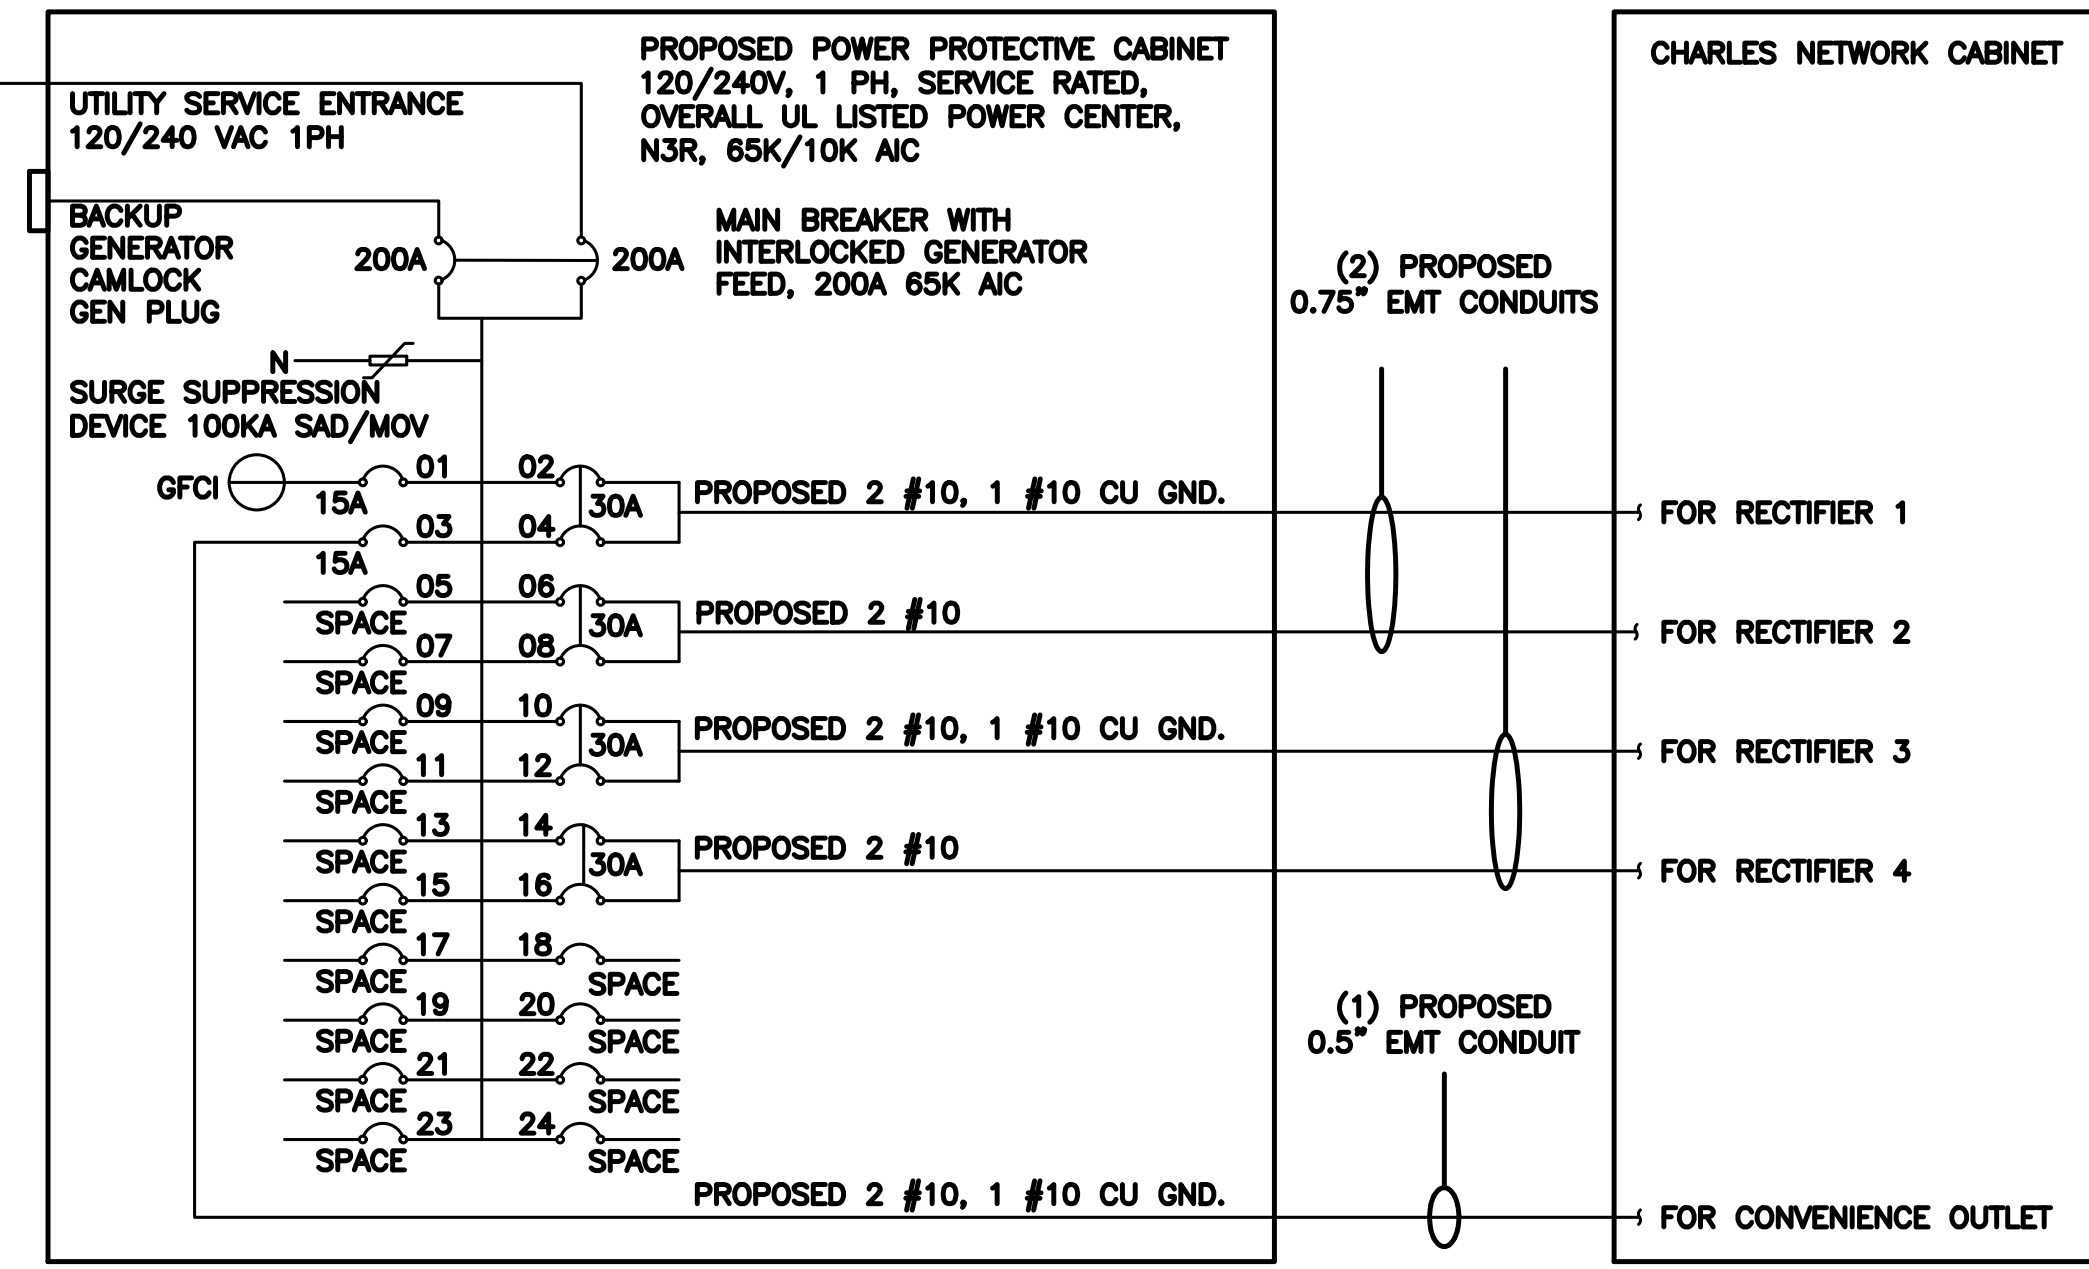 PROPOSED POWER PROTECTIVE CABINET
120/240V, 1 PH, SERVICE RATED,
OVERALL UL LISTED POWER CENTER,
N3R, 65K/10K AIC
UTILITY SERVICE ENTRANCE
120/240 VAC 1PH
BACKUP
GENERATOR
CAMLOCK
GEN PLUG
200A
200A
MAIN BREAKER WITH
INTERLOCKED GENERATOR
FEED, 200A 65K AIC
N
SURGE SUPPRESSION
DEVICE 100KA SAD/MOV
GFCI
15A
01
02
30A
PROPOSED 2 #10, 1 #10 CU GND.
15A
03
04
SPACE
05
06
30A
PROPOSED 2 #10
SPACE
07
08
SPACE
09
10
30A
PROPOSED 2 #10, 1 #10 CU GND.
SPACE
11
12
SPACE
13
14
30A
PROPOSED 2 #10
SPACE
15
16
SPACE
17
18
SPACE
SPACE
19
20
SPACE
SPACE
21
22
SPACE
SPACE
23
24
SPACE
PROPOSED 2 #10, 1 #10 CU GND.
(2) PROPOSED
0.75" EMT CONDUITS
(1) PROPOSED
0.5" EMT CONDUIT
CHARLES NETWORK CABINET
FOR RECTIFIER 1
FOR RECTIFIER 2
FOR RECTIFIER 3
FOR RECTIFIER 4
FOR CONVENIENCE OUTLET